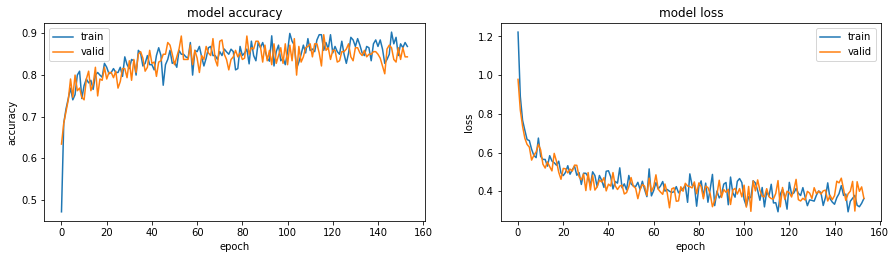 model accuracy
train
valid
accuracy
0.9
0.8
0.7
0.6
0.5
0 20 40 60 80 100 120 140 160
epoch
model loss
train
valid
loss
1.2
1.0
0.8
0.6
0.4
0 20 40 60 80 100 120 140 160
epoch